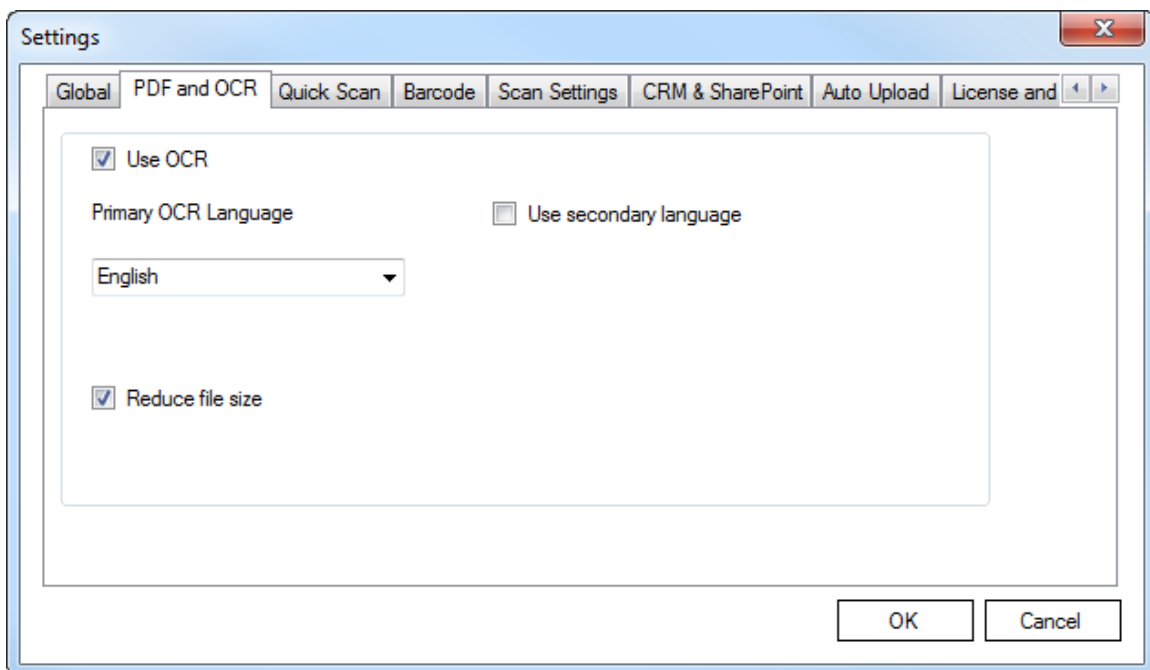 Settings
Global PDF and OCR Quick Scan Barcode Scan Settings CRM & SharePoint Auto Upload License and
Use OCR
Primary OCR Language Use secondary language
English
Reduce file size
OK Cancel